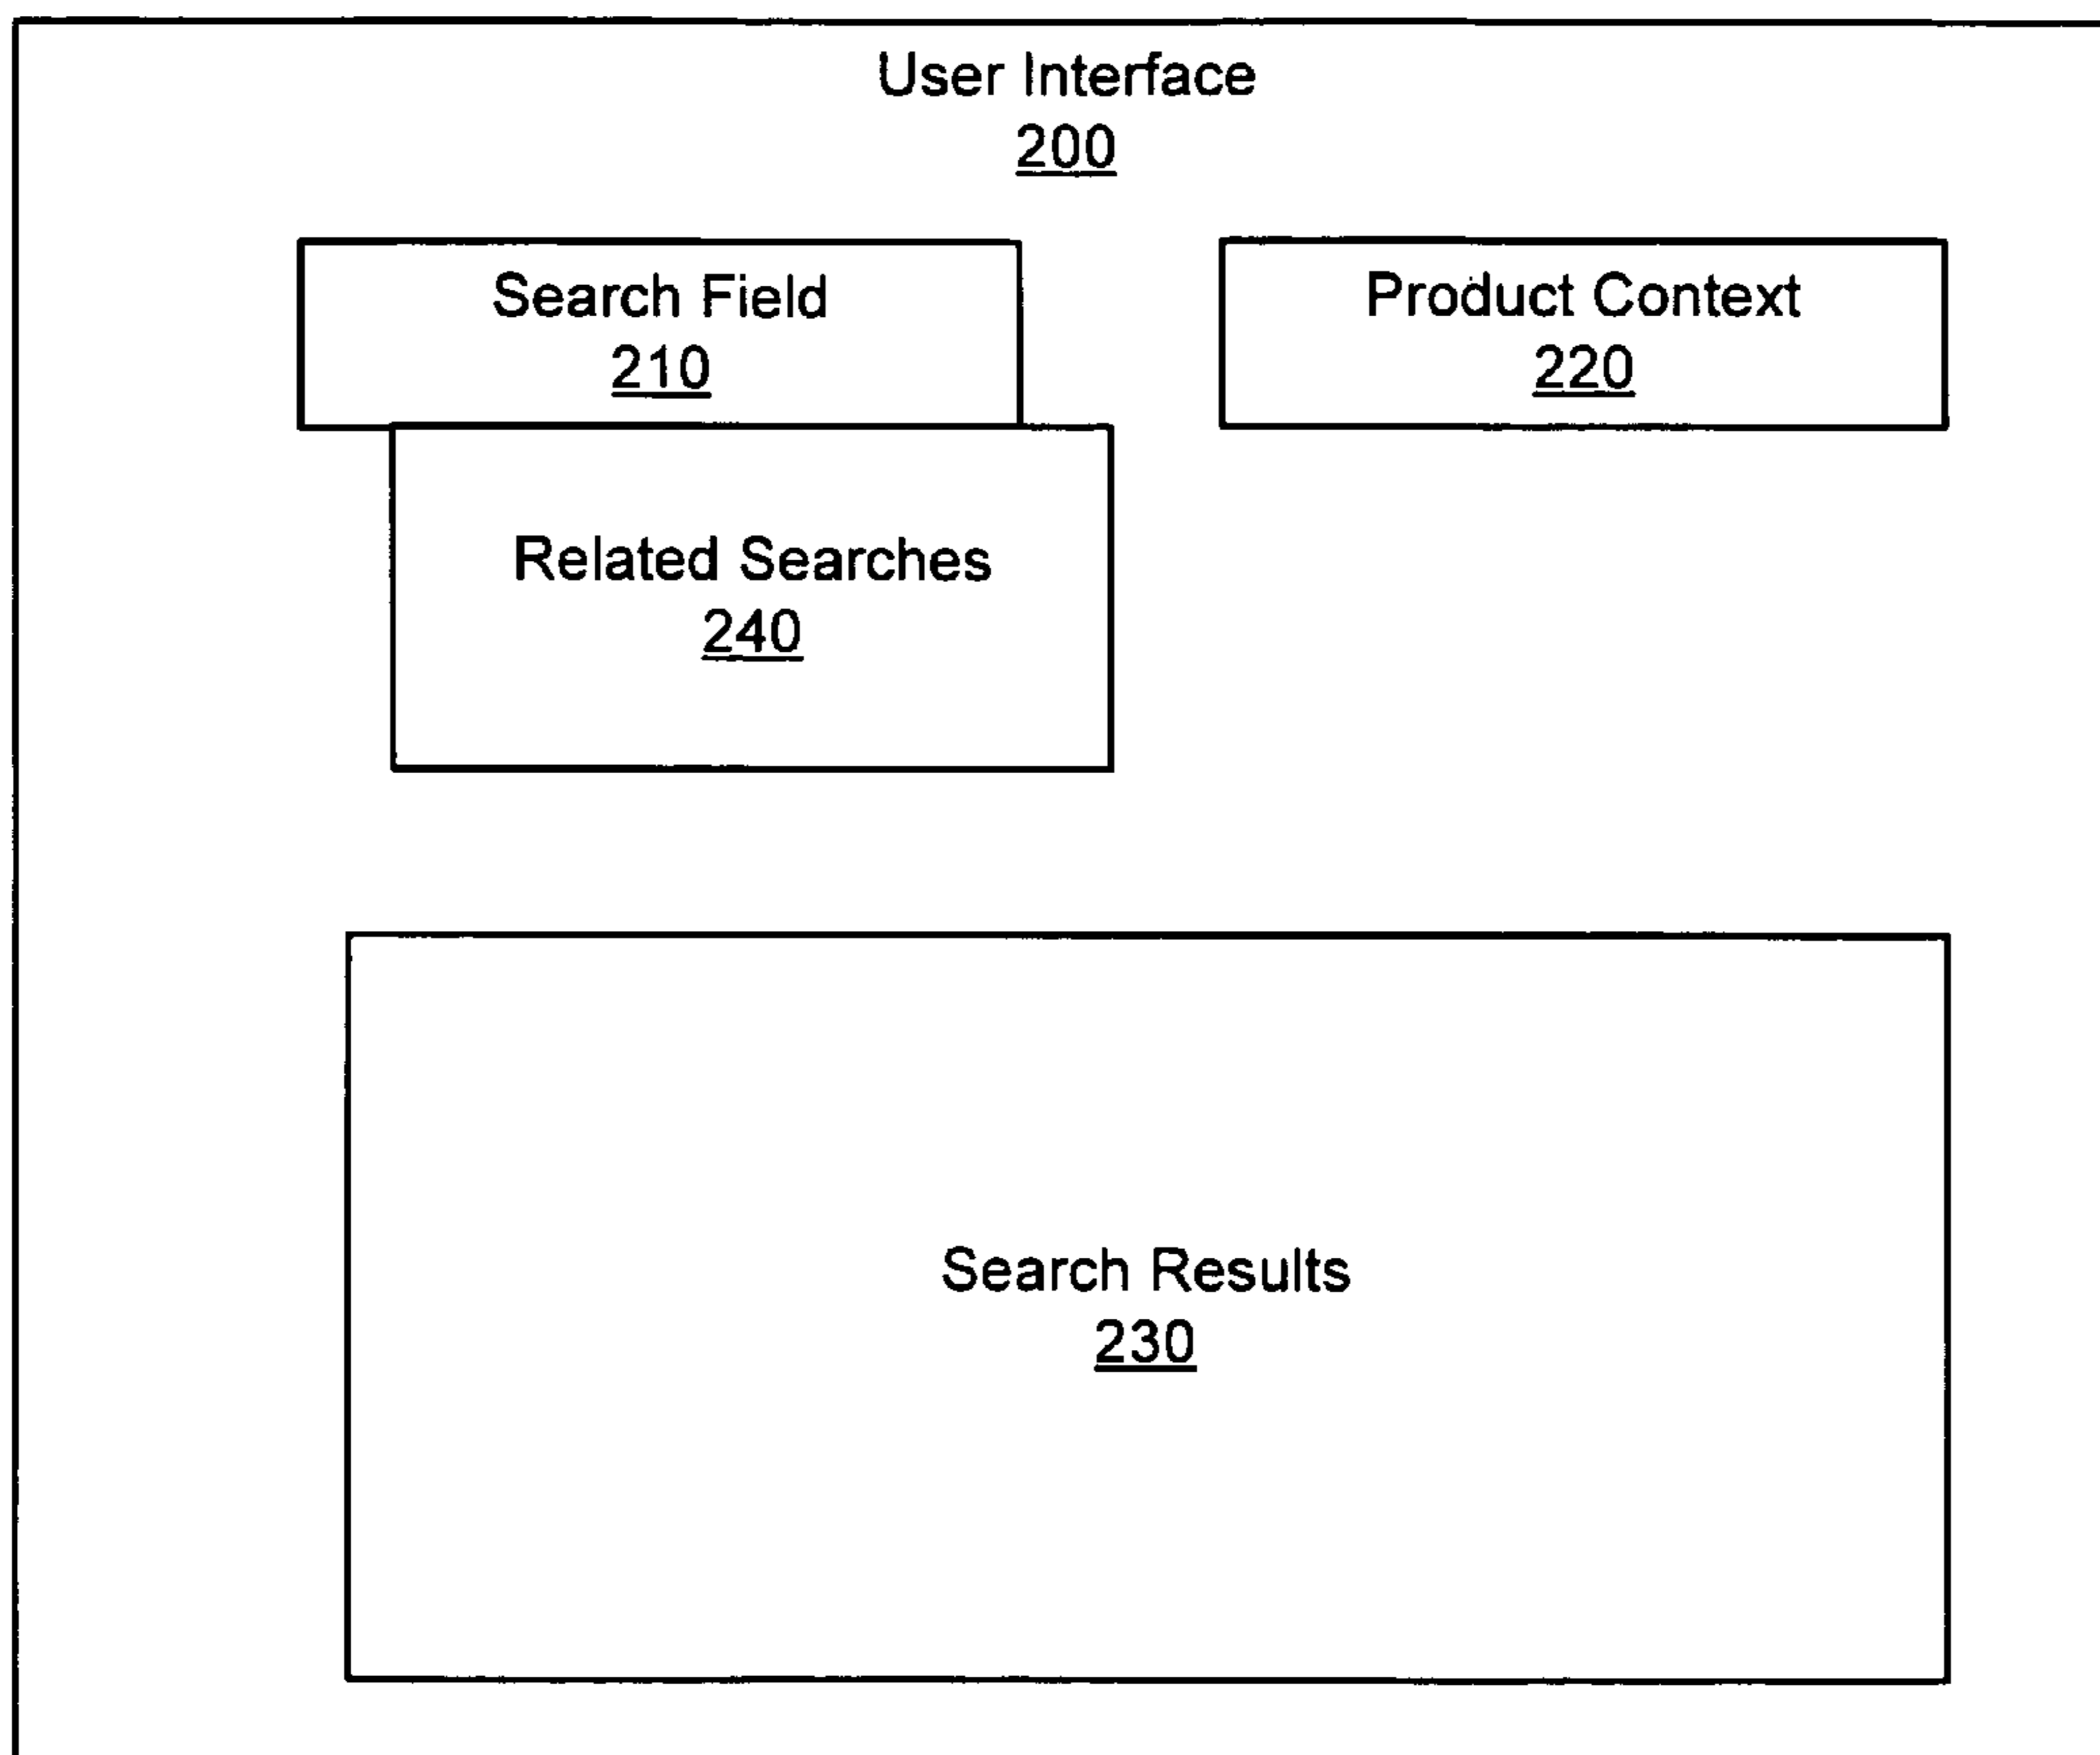 User Interface
200
Search Field
210
Product Context
220
Related Searches
240
Search Results
230